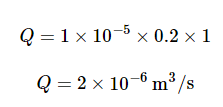 Q = 1 × 10⁻⁵ × 0.2 × 1
Q = 2 × 10⁻⁶ m³/s